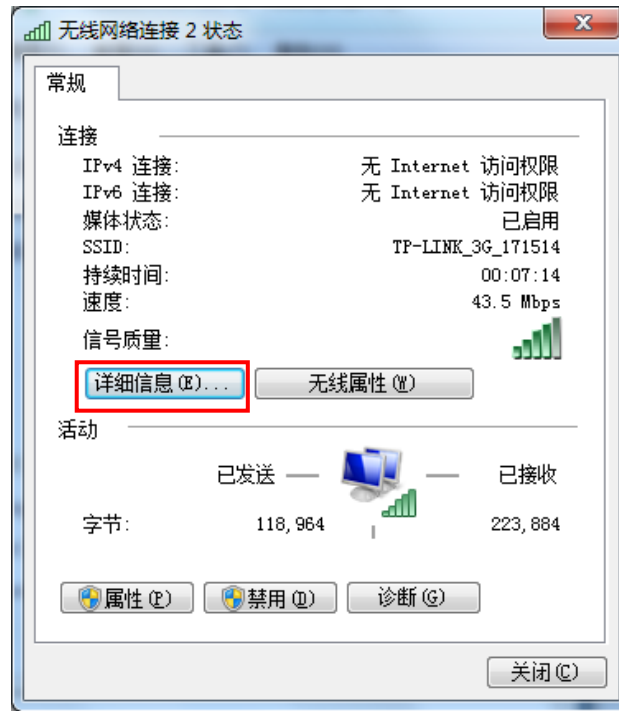 无线网络连接 2 状态
常规
连接
IPv4 连接: 无 Internet 访问权限
IPv6 连接: 无 Internet 访问权限
媒体状态: 已启用
SSID: TP-LINK_3G_171514
持续时间: 00:07:14
速度: 43.5 Mbps
信号质量:
详细信息(E)... 无线属性(W)
活动
已发送 — — 已接收
字节: 118,964 223,884
属性(P) 禁用(D) 诊断(G)
关闭(C)